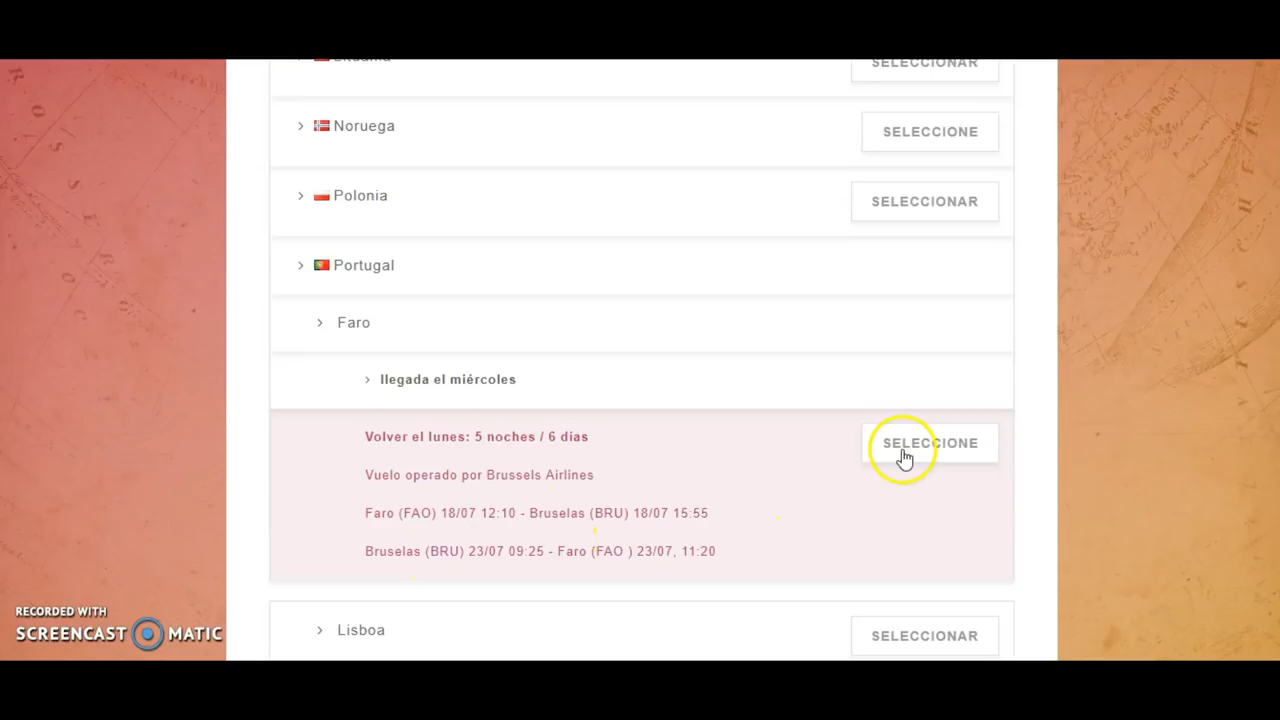 Lituania
SELECCIONAR
Noruega
SELECCIONE
Polonia
SELECCIONAR
Portugal
Faro
llegada el miércoles
Volver el lunes: 5 noches / 6 días
SELECCIONE
Vuelo operado por Brussels Airlines
Faro (FAO) 18/07 12:10 - Bruselas (BRU) 18/07 15:55
Bruselas (BRU) 23/07 09:25 - Faro (FAO ) 23/07, 11:20
Lisboa
SELECCIONAR
RECORDED WITH
SCREENCAST MATIC